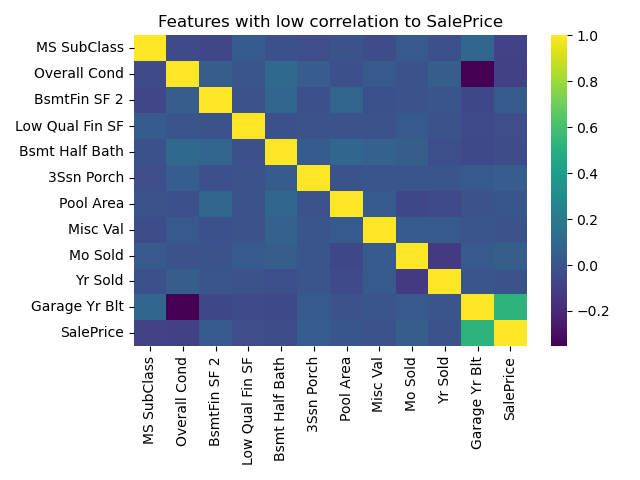 Features with low correlation to SalePrice
MS SubClass
Overall Cond
BsmtFin SF 2
Low Qual Fin SF
Bsmt Half Bath
3Ssn Porch
Pool Area
Misc Val
Mo Sold
Yr Sold
Garage Yr Blt
SalePrice
MS SubClass
Overall Cond
BsmtFin SF 2
Low Qual Fin SF
Bsmt Half Bath
3Ssn Porch
Pool Area
Misc Val
Mo Sold
Yr Sold
Garage Yr Blt
SalePrice
1.0
0.8
0.6
0.4
0.2
0.0
−0.2